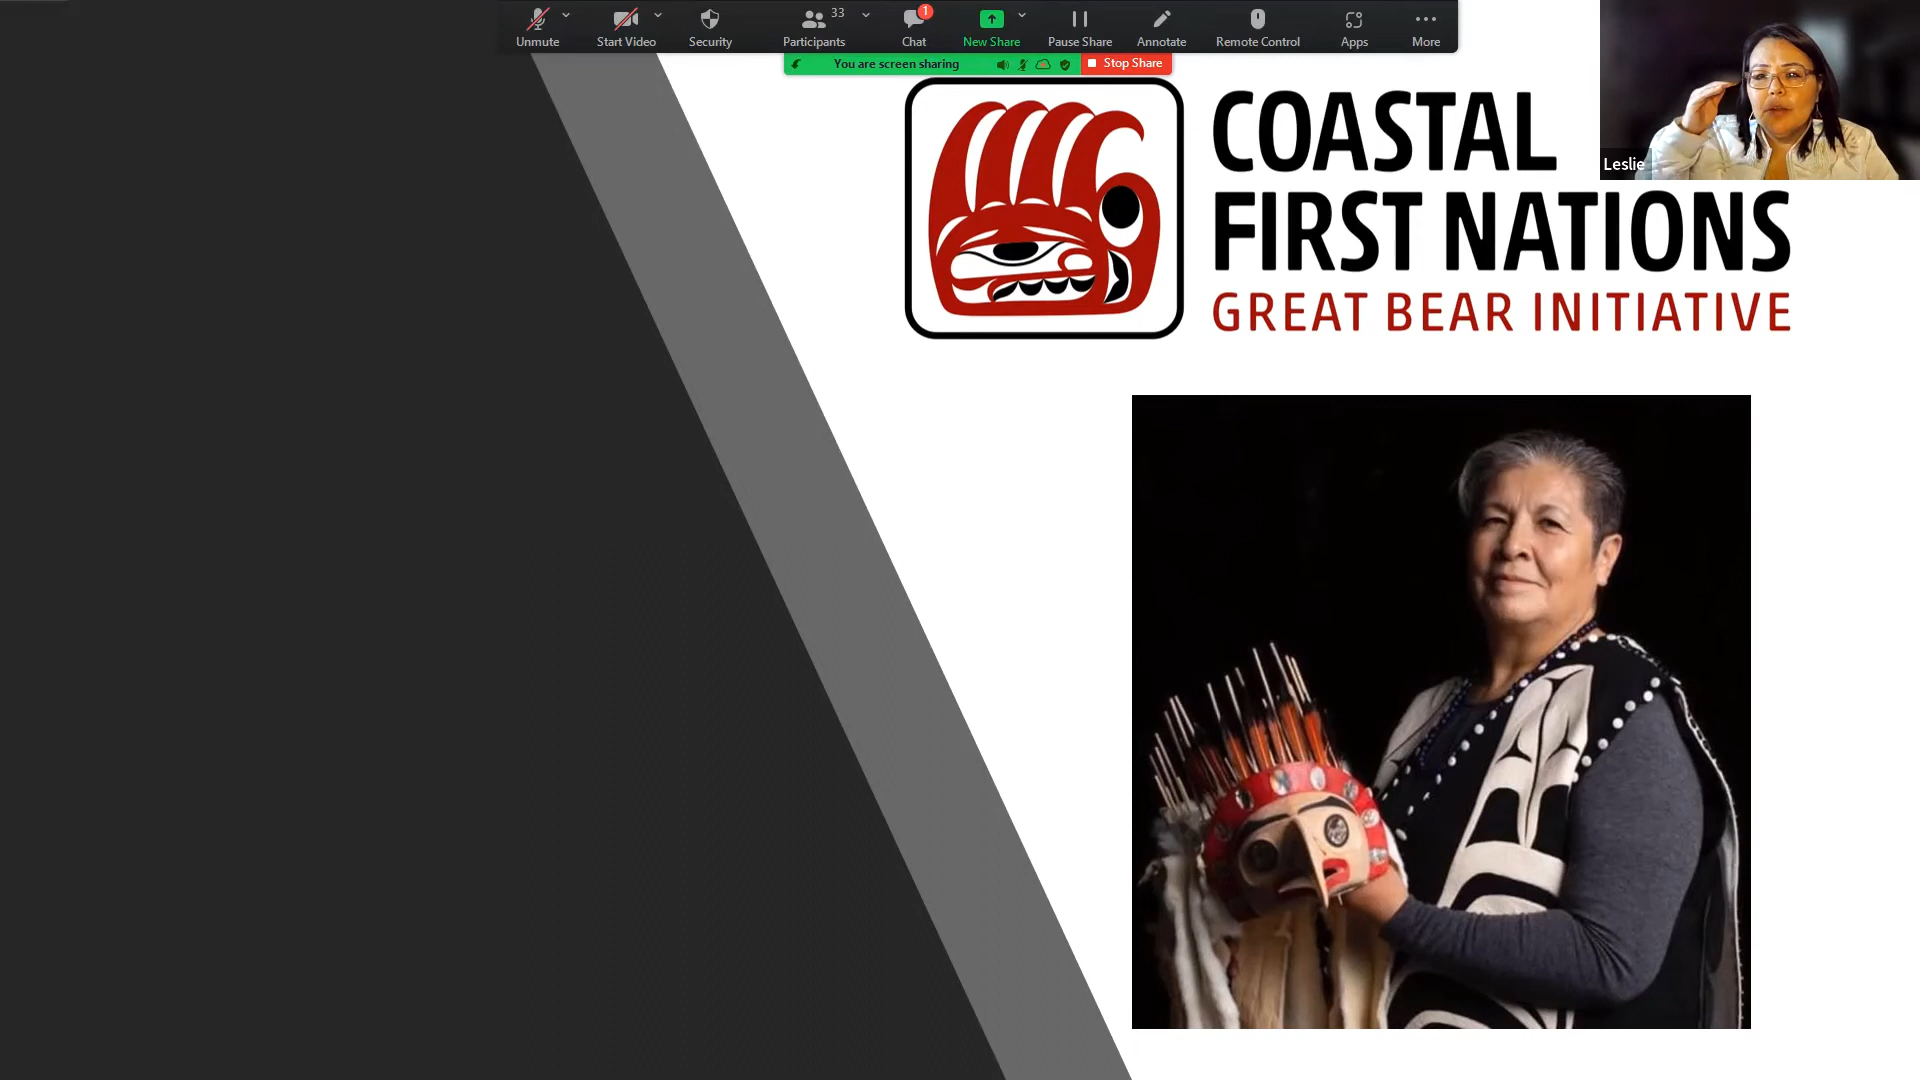 33
1
Unmute
Start Video
Security
Participants
Chat
New Share
Pause Share
Annotate
Remote Control
Apps
More
You are screen sharing
Stop Share
Leslie
COASTAL
FIRST NATIONS
GREAT BEAR INITIATIVE